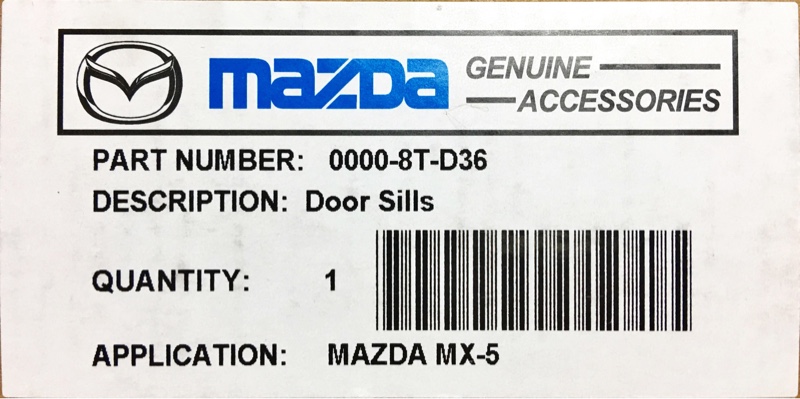 mazda GENUINE
ACCESSORIES
PART NUMBER: 0000-8T-D36
DESCRIPTION: Door Sills
QUANTITY: 1
APPLICATION: MAZDA MX-5